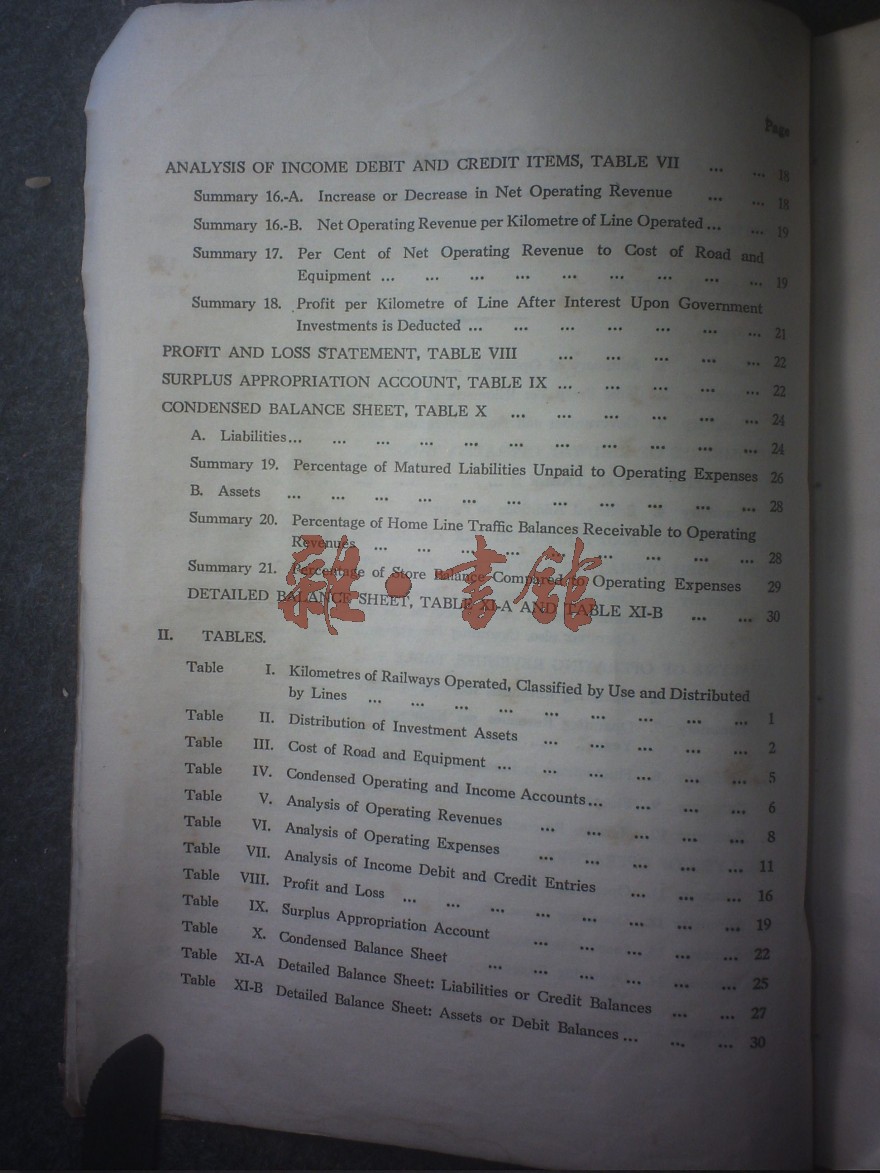 Page
ANALYSIS OF INCOME DEBIT AND CREDIT ITEMS, TABLE VII ... ... 18
Summary 16.-A. Increase or Decrease in Net Operating Revenue ... ... 18
Summary 16.-B. Net Operating Revenue per Kilometre of Line Operated ... ... 19
Summary 17. Per Cent of Net Operating Revenue to Cost of Road and
Equipment ... ... ... ... ... ... ... ... ... 19
Summary 18. Profit per Kilometre of Line After Interest Upon Government
Investments is Deducted ... ... ... ... ... ... ... 21
PROFIT AND LOSS STATEMENT, TABLE VIII ... ... ... ... ... 22
SURPLUS APPROPRIATION ACCOUNT, TABLE IX ... ... ... ... ... 22
CONDENSED BALANCE SHEET, TABLE X ... ... ... ... ... ... 24
A. Liabilities... ... ... ... ... ... ... ... ... ... ... 24
Summary 19. Percentage of Matured Liabilities Unpaid to Operating Expenses 26
B. Assets ... ... ... ... ... ... ... ... ... ... ... 28
Summary 20. Percentage of Home Line Traffic Balances Receivable to Operating
Revenues ... ... ... ... ... ... ... ... ... 28
Summary 21. Percentage of Store Balance Compared to Operating Expenses 29
DETAILED BALANCE SHEET, TABLE XI-A AND TABLE XI-B ... ... 30
雜·書館
II. TABLES.
Table I. Kilometres of Railways Operated, Classified by Use and Distributed
by Lines ... ... ... ... ... ... ... ... ... 1
Table II. Distribution of Investment Assets ... ... ... ... ... 2
Table III. Cost of Road and Equipment ... ... ... ... ... ... 5
Table IV. Condensed Operating and Income Accounts... ... ... ... 6
Table V. Analysis of Operating Revenues ... ... ... ... ... 8
Table VI. Analysis of Operating Expenses ... ... ... ... ... 11
Table VII. Analysis of Income Debit and Credit Entries ... ... ... 16
Table VIII. Profit and Loss ... ... ... ... ... ... ... ... 19
Table IX. Surplus Appropriation Account ... ... ... ... ... 22
Table X. Condensed Balance Sheet ... ... ... ... ... ... 25
Table XI-A Detailed Balance Sheet: Liabilities or Credit Balances ... ... 27
Table XI-B Detailed Balance Sheet: Assets or Debit Balances ... ... ... 30